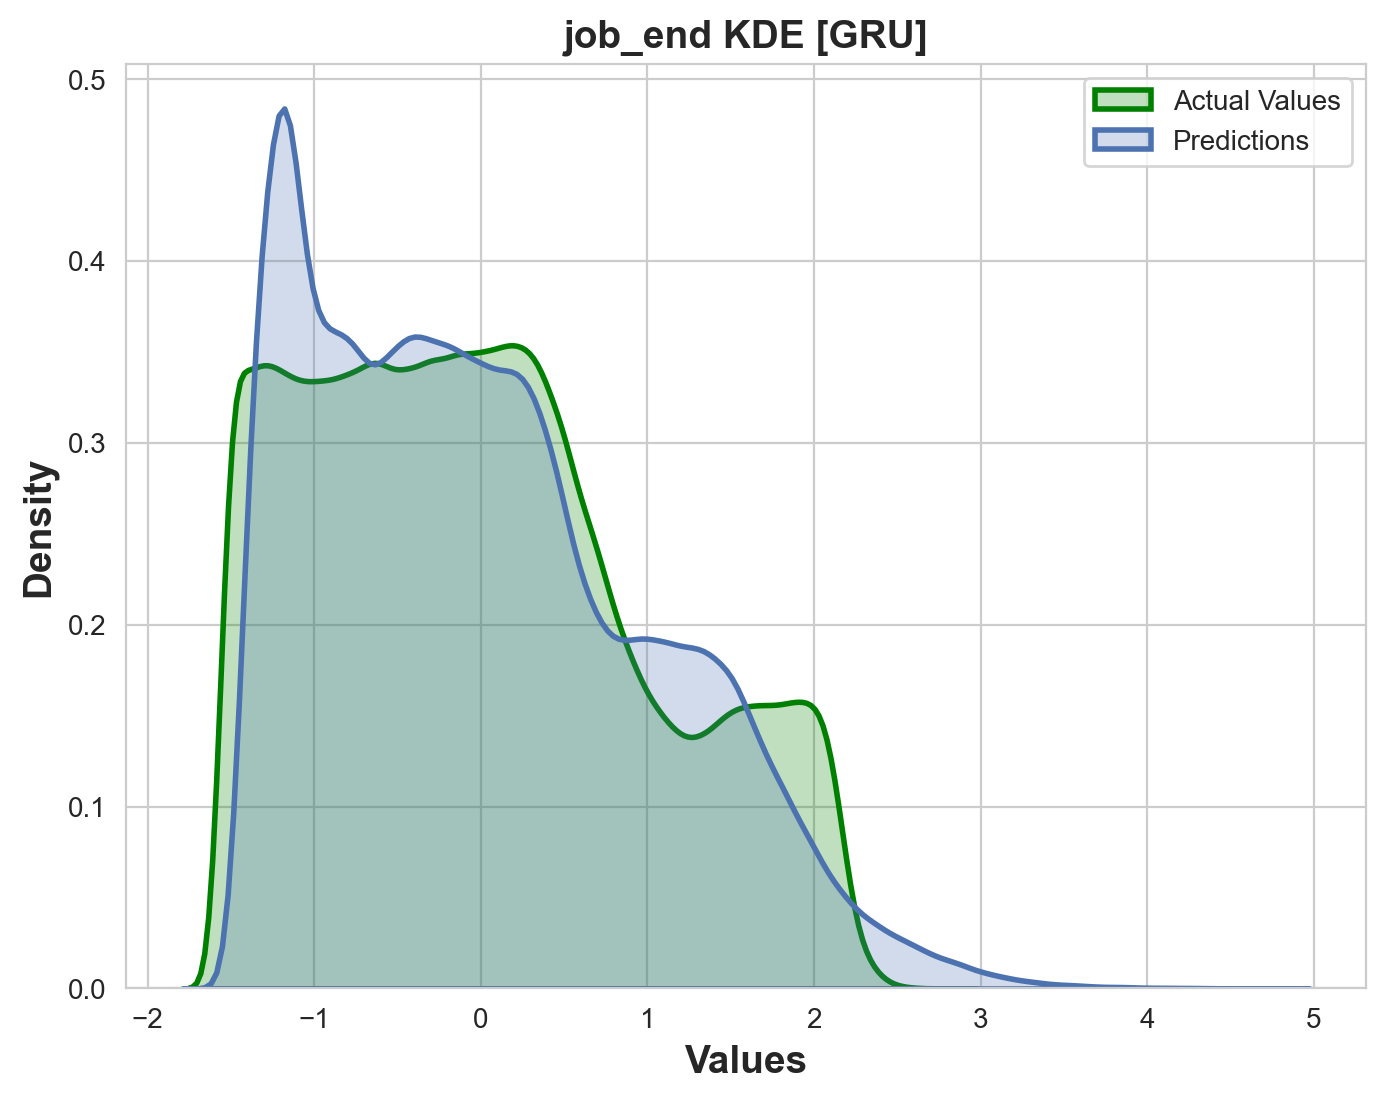 job_end KDE [GRU]
Actual Values
Predictions
0.5
0.4
0.3
0.2
0.1
0.0
Density
−2 −1 0 1 2 3 4 5
Values